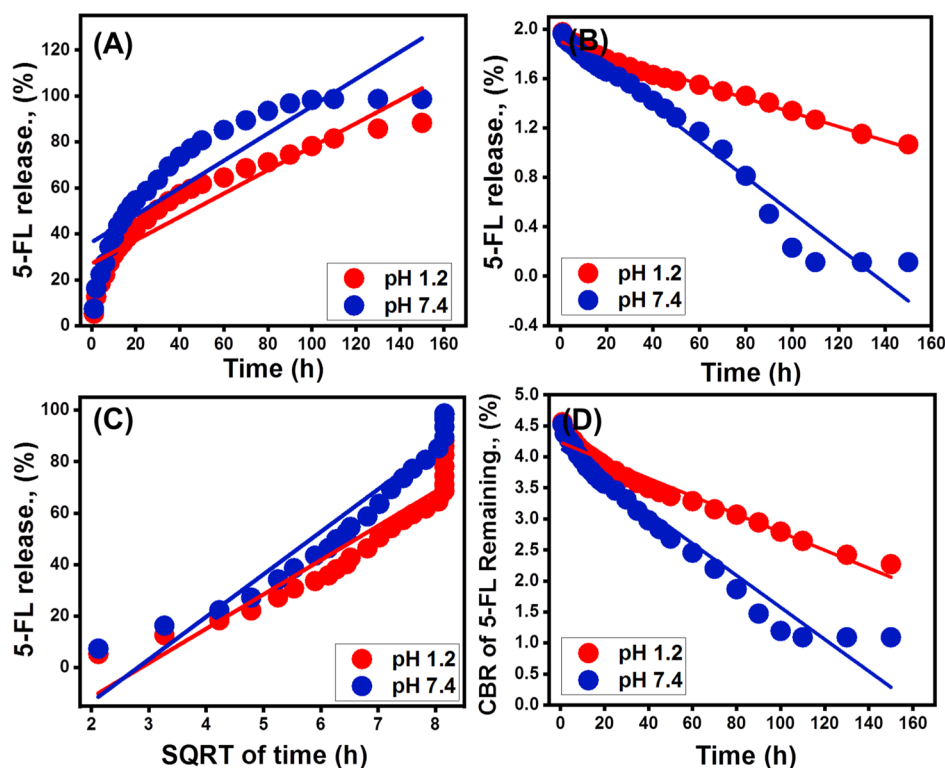 (A)
5-FL release., (%)
120
100
80
60
40
20
0
pH 1.2
pH 7.4
0 20 40 60 80 100 120 140 160
Time (h)
(B)
5-FL release., (%)
2.0
1.6
1.2
0.8
0.4
0.0
-0.4
pH 1.2
pH 7.4
0 20 40 60 80 100 120 140 160
Time (h)
(C)
5-FL release., (%)
100
80
60
40
20
0
pH 1.2
pH 7.4
2 3 4 5 6 7 8
SQRT of time (h)
(D)
CBR of 5-FL Remaining., (%)
5.0
4.5
4.0
3.5
3.0
2.5
2.0
1.5
1.0
0.5
0.0
pH 1.2
pH 7.4
0 20 40 60 80 100 120 140 160
Time (h)